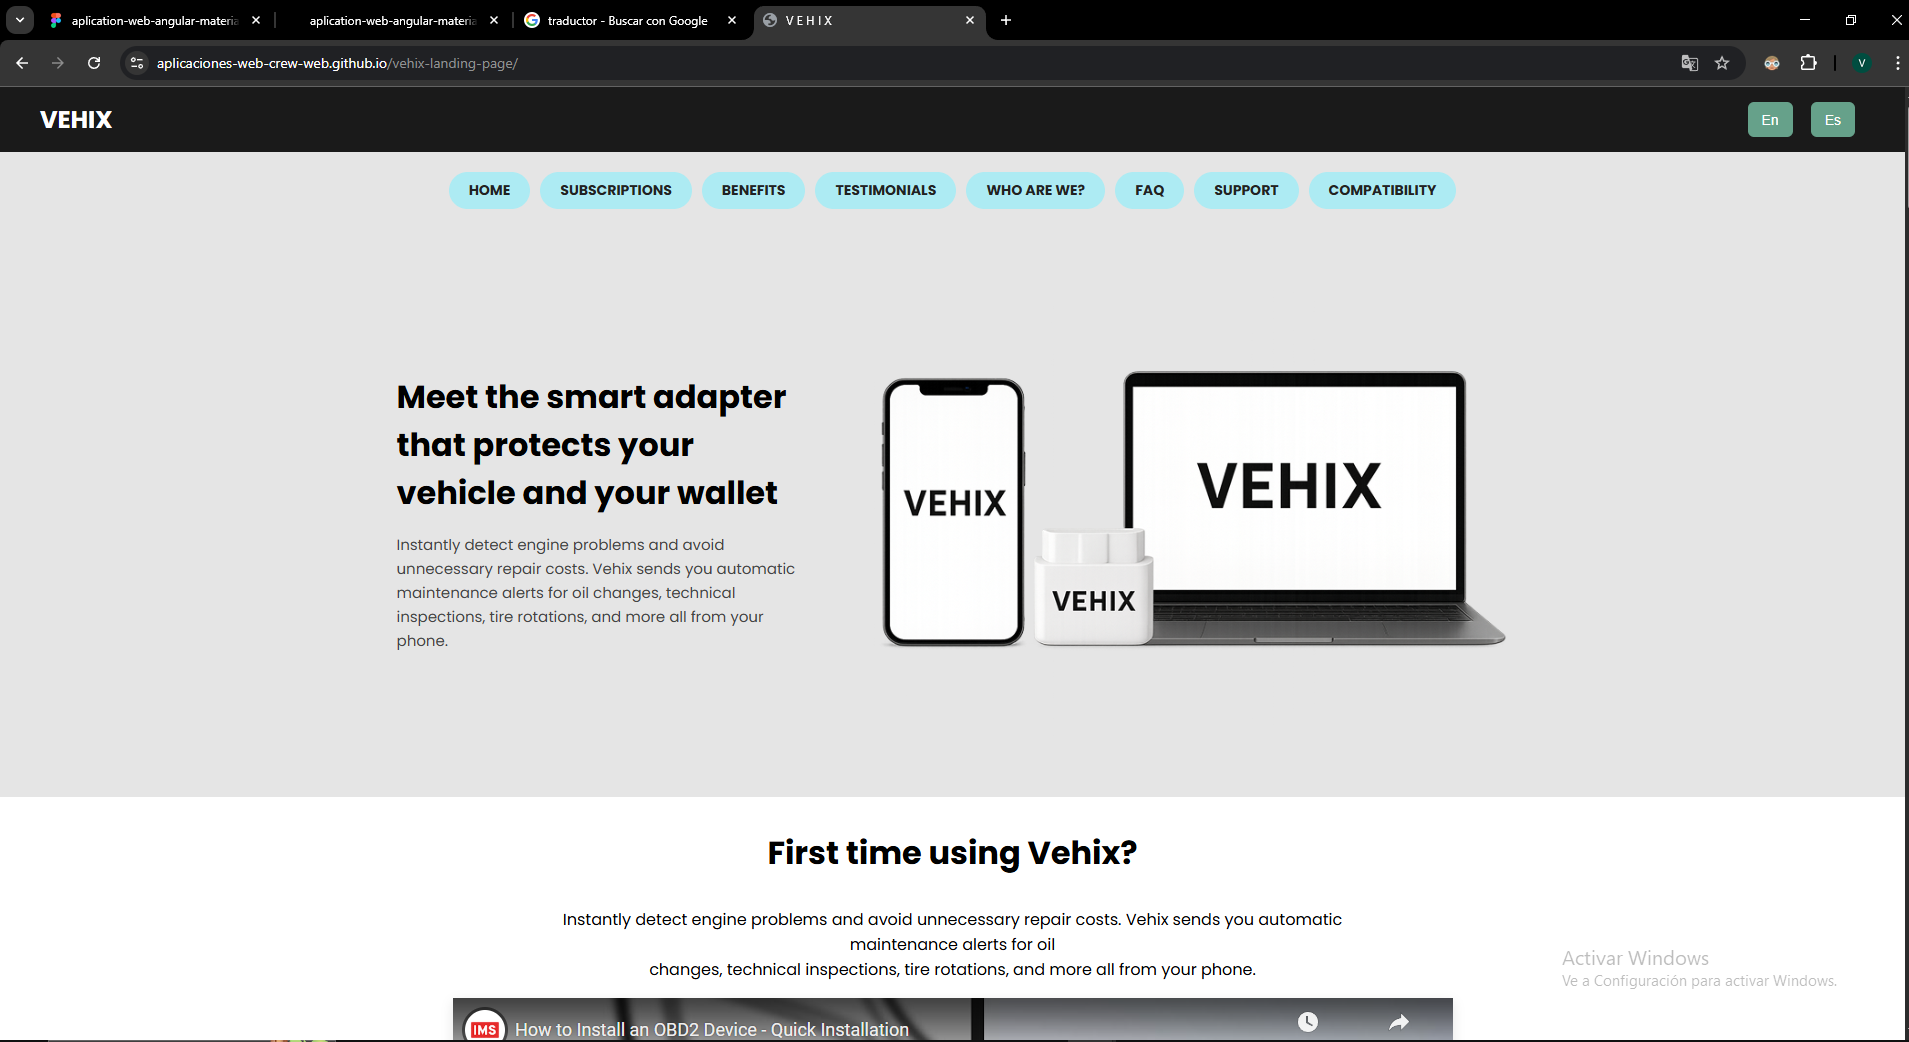 aplication-web-angular-materia
aplication-web-angular-materia
traductor - Buscar con Google
V E H I X
aplicaciones-web-crew-web.github.io/vehix-landing-page/
V
VEHIX
En
Es
HOME
SUBSCRIPTIONS
BENEFITS
TESTIMONIALS
WHO ARE WE?
FAQ
SUPPORT
COMPATIBILITY
Meet the smart adapter
that protects your
vehicle and your wallet
Instantly detect engine problems and avoid
unnecessary repair costs. Vehix sends you automatic
maintenance alerts for oil changes, technical
inspections, tire rotations, and more all from your
phone.
VEHIX
VEHIX
VEHIX
First time using Vehix?
Instantly detect engine problems and avoid unnecessary repair costs. Vehix sends you automatic
maintenance alerts for oil
changes, technical inspections, tire rotations, and more all from your phone.
Activar Windows
Ve a Configuración para activar Windows.
IMS
How to Install an OBD2 Device - Quick Installation